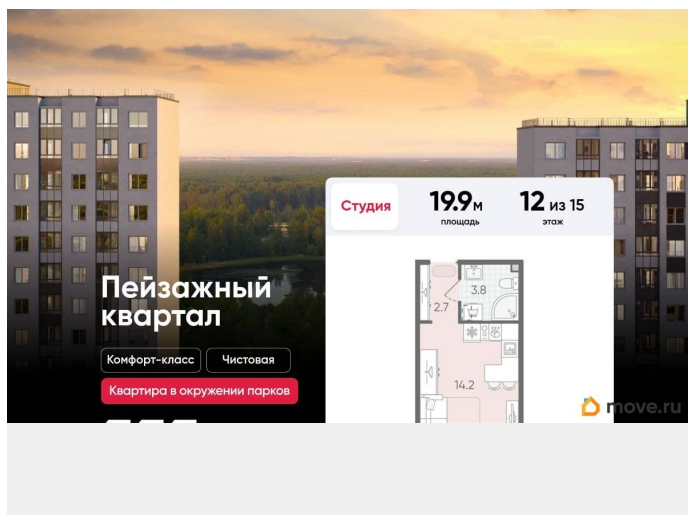 Студия
19.9м
площадь
12 из 15
этаж
Пейзажный
квартал
3.8
2.7
Комфорт-класс
Чистовая
Квартира в окружении парков
14.2
move.ru